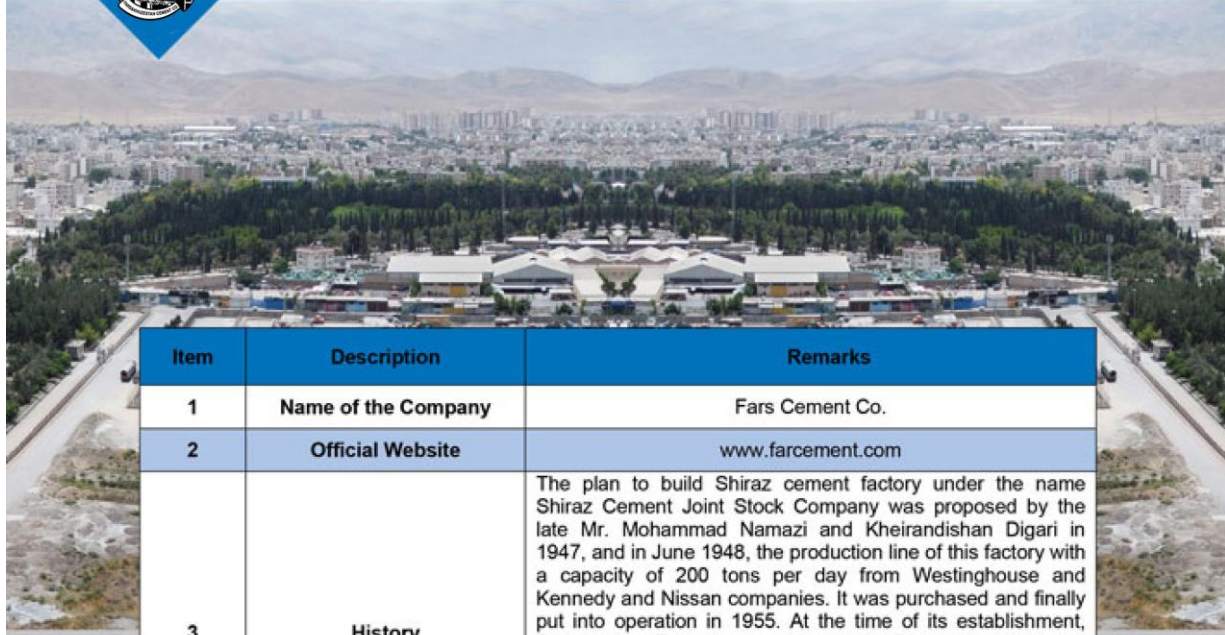 Item Description Remarks
1 Name of the Company Fars Cement Co.
2 Official Website www.farcement.com
3 History
The plan to build Shiraz cement factory under the name
Shiraz Cement Joint Stock Company was proposed by the
late Mr. Mohammad Namazi and Kheirandishan Digari in
1947, and in June 1948, the production line of this factory with
a capacity of 200 tons per day from Westinghouse and
Kennedy and Nissan companies. It was purchased and finally
put into operation in 1955. At the time of its establishment,